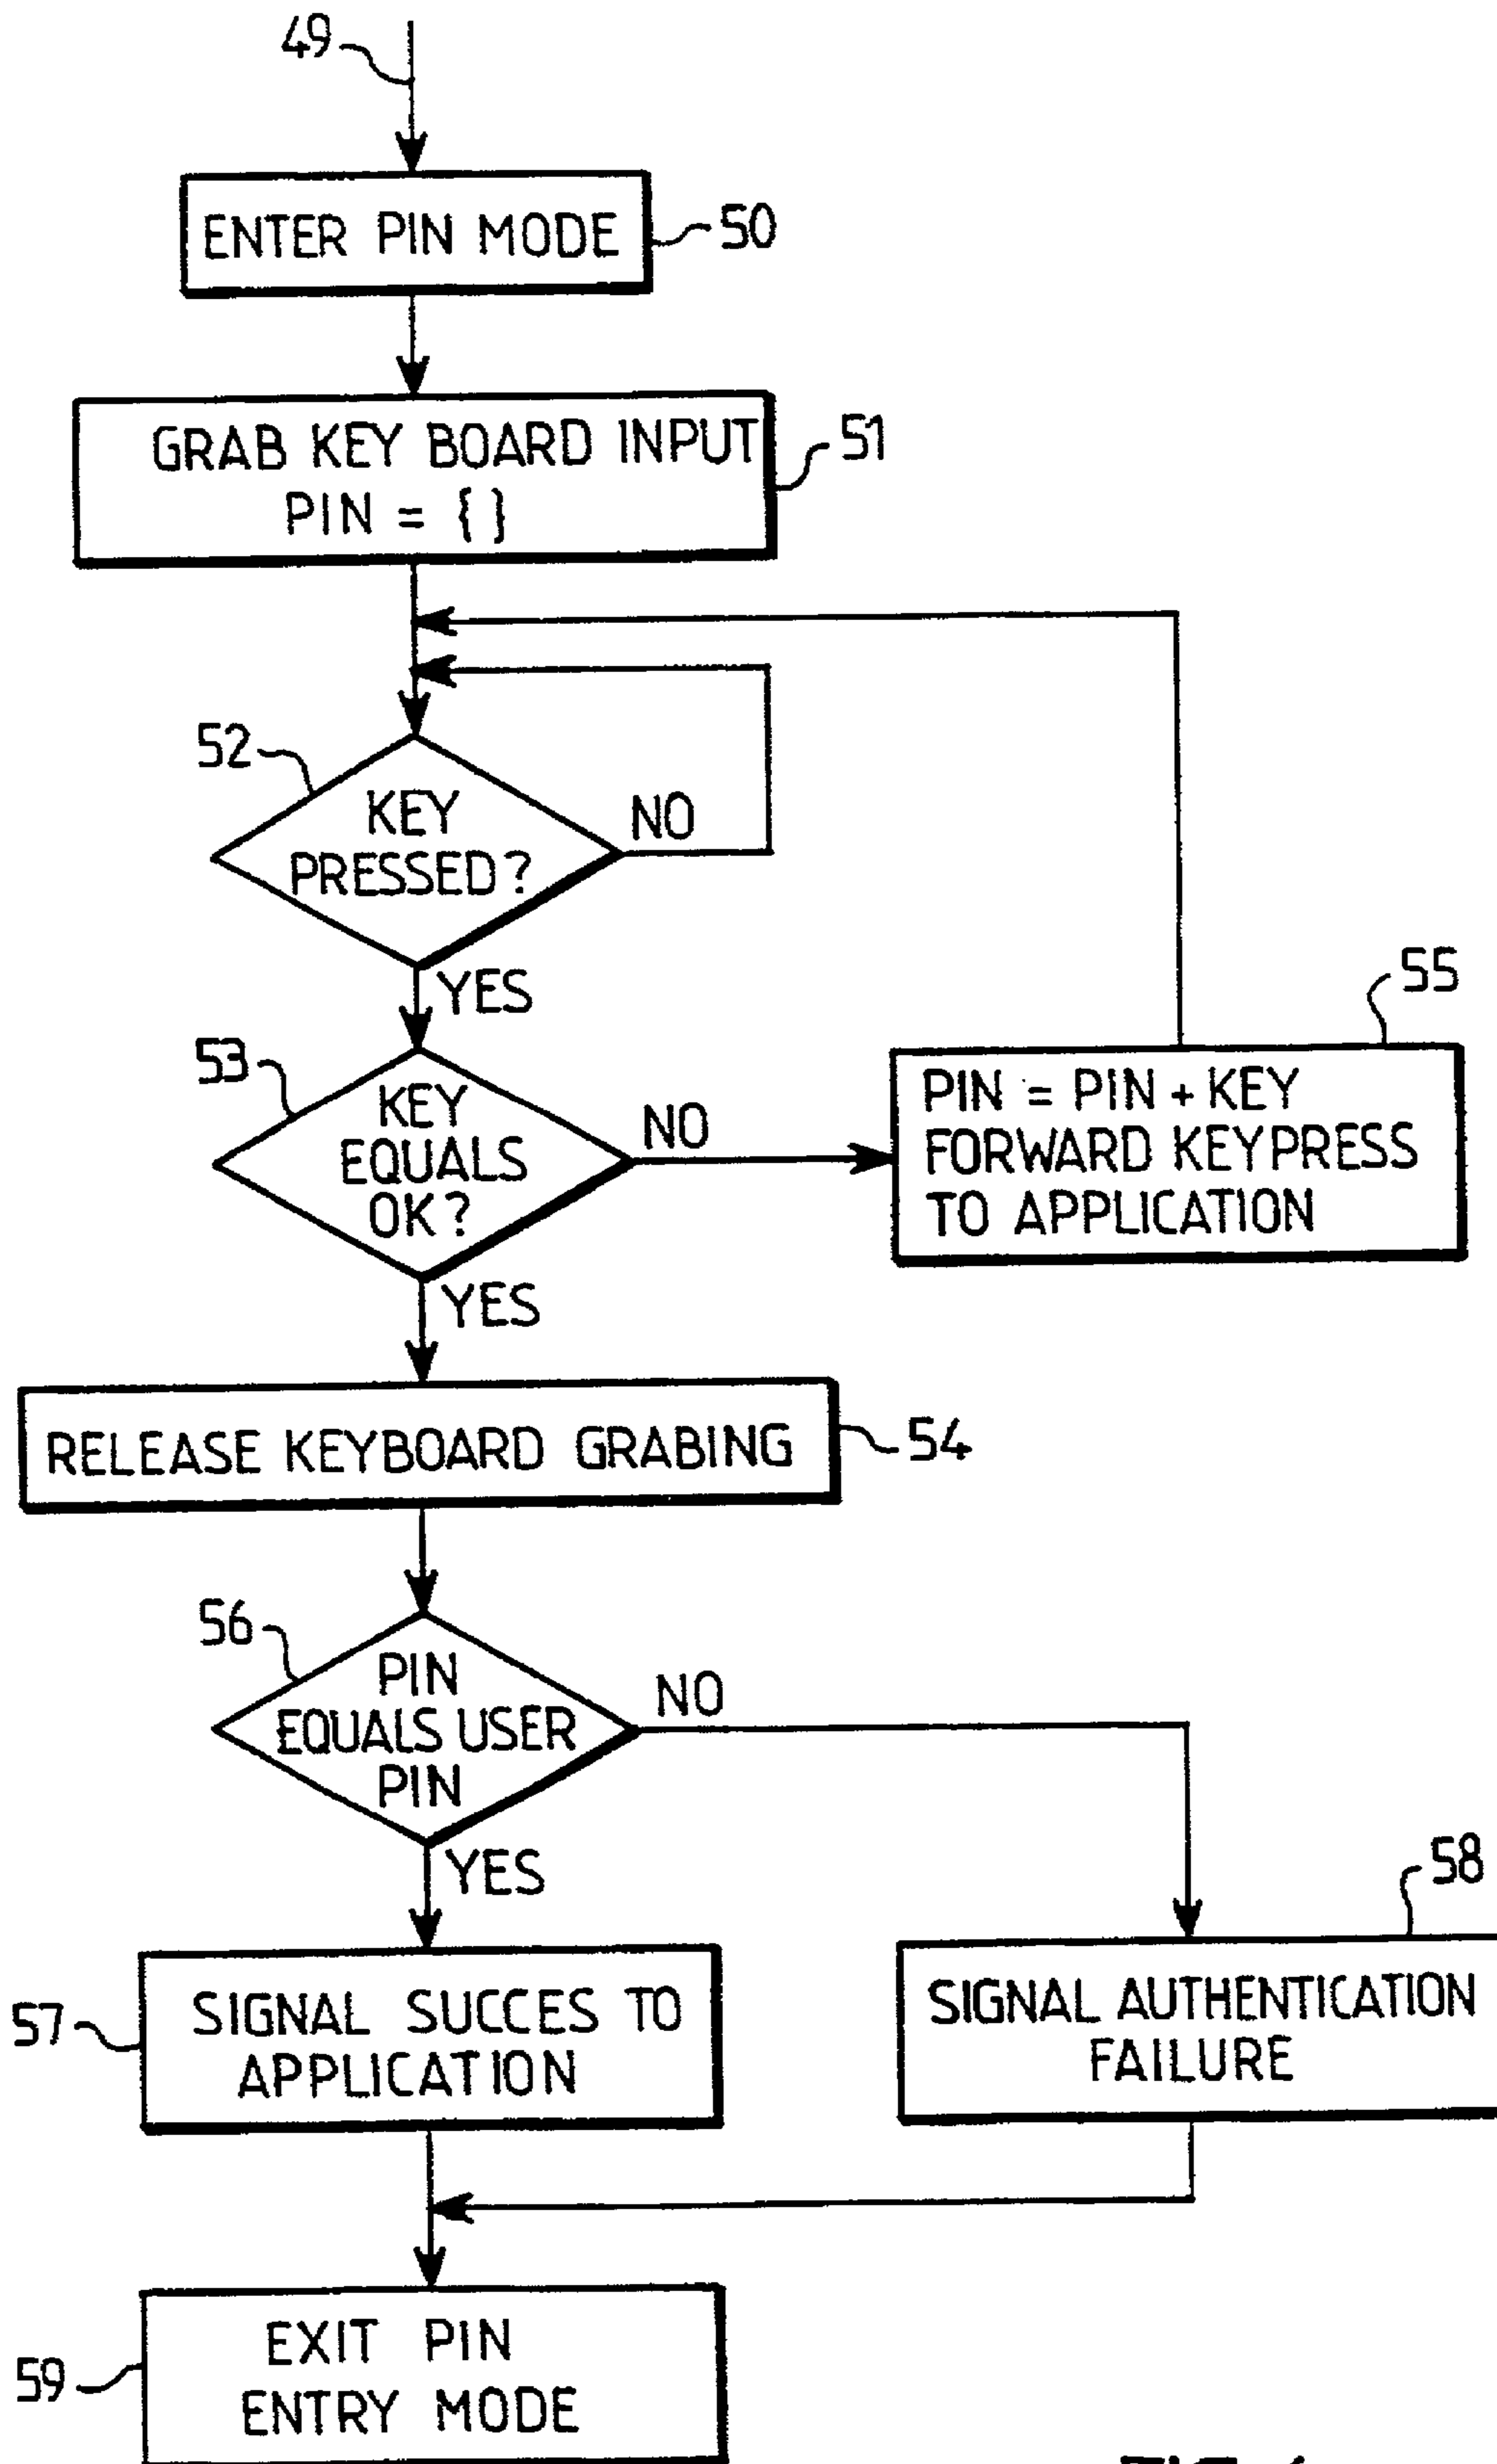 49
ENTER PIN MODE
50
GRAB KEY BOARD INPUT
PIN = { }
51
52
KEY
PRESSED?
NO
YES
53
KEY
EQUALS
OK?
NO
55
PIN = PIN + KEY
FORWARD KEYPRESS
TO APPLICATION
YES
RELEASE KEYBOARD GRABING
54
56
PIN
EQUALS USER
PIN
NO
YES
58
57
SIGNAL SUCCES TO
APPLICATION
SIGNAL AUTHENTICATION
FAILURE
59
EXIT PIN
ENTRY MODE